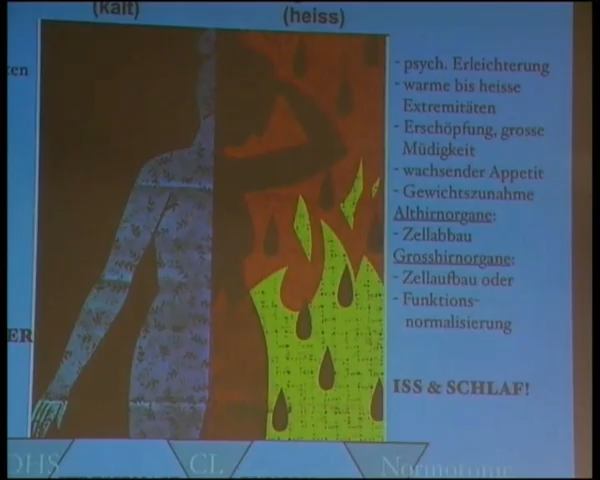 (kalt)
(heiss)
- psych. Erleichterung
- warme bis heisse
Extremitäten
- Erschöpfung, grosse
Müdigkeit
- wachsender Appetit
- Gewichtszunahme
Althirnorgane:
- Zellabbau
Grosshirnorgane:
- Zellaufbau oder
- Funktions-
normalisierung
ISS & SCHLAF!
DHS
CL
Normotonie